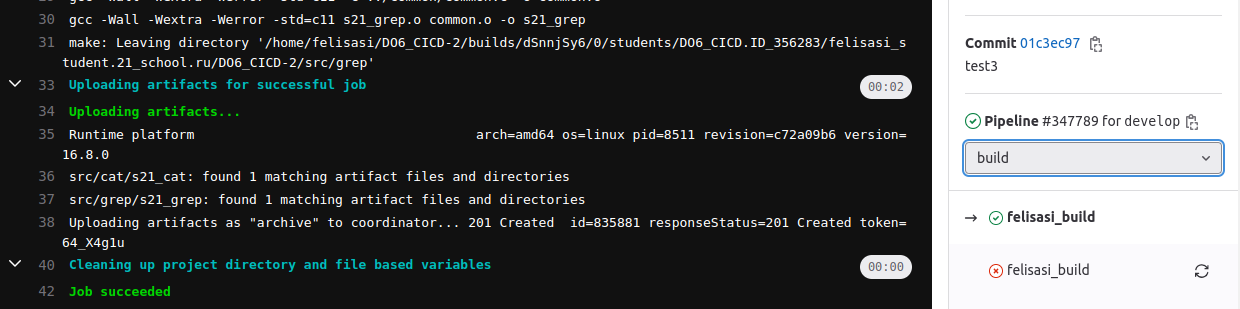 30 gcc -Wall -Wextra -Werror -std=c11 s21_grep.o common.o -o s21_grep
31 make: Leaving directory '/home/felisasi/DO6_CICD-2/builds/dSnnjSy6/0/students/DO6_CICD.ID_356283/felisasi_s
tudent.21_school.ru/DO6_CICD-2/src/grep'
33 Uploading artifacts for successful job 00:02
34 Uploading artifacts...
35 Runtime platform arch=amd64 os=linux pid=8511 revision=c72a09b6 version=
16.8.0
36 src/cat/s21_cat: found 1 matching artifact files and directories
37 src/grep/s21_grep: found 1 matching artifact files and directories
38 Uploading artifacts as "archive" to coordinator... 201 Created id=835881 responseStatus=201 Created token=
64_X4g1u
40 Cleaning up project directory and file based variables 00:00
42 Job succeeded
Commit 01c3ec97
test3
Pipeline #347789 for develop
build
→ felisasi_build
felisasi_build